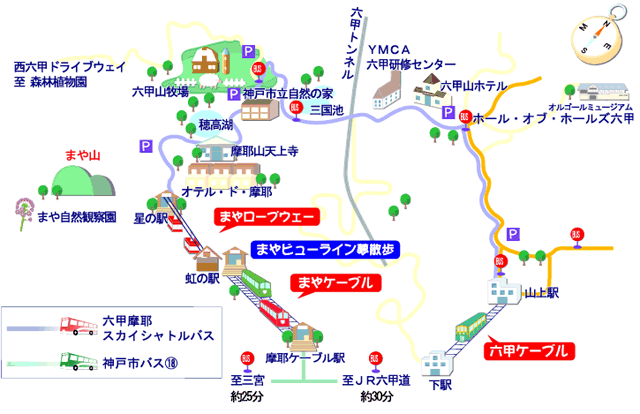 西六甲ドライブウェイ
至 森林植物園
六甲山牧場
BUS
P
神戸市立自然の家
P
BUS
三国池
六甲トンネル
YMCA
六甲研修センター
六甲山ホテル
P
BUS
ホール・オブ・ホールズ六甲
オルゴールミュージアム
N
E
S
M
穂高湖
P
摩耶山天上寺
オテル・ド・摩耶
まや山
まや自然観察園
星の駅
まやロープウェー
まやビューライン夢散歩
虹の駅
まやケーブル
摩耶ケーブル駅
P
BUS
BUS
山上駅
六甲ケーブル
下駅
六甲摩耶
スカイシャトルバス
神戸市バス⑱
BUS
至三宮
約25分
BUS
至JR六甲道
約30分